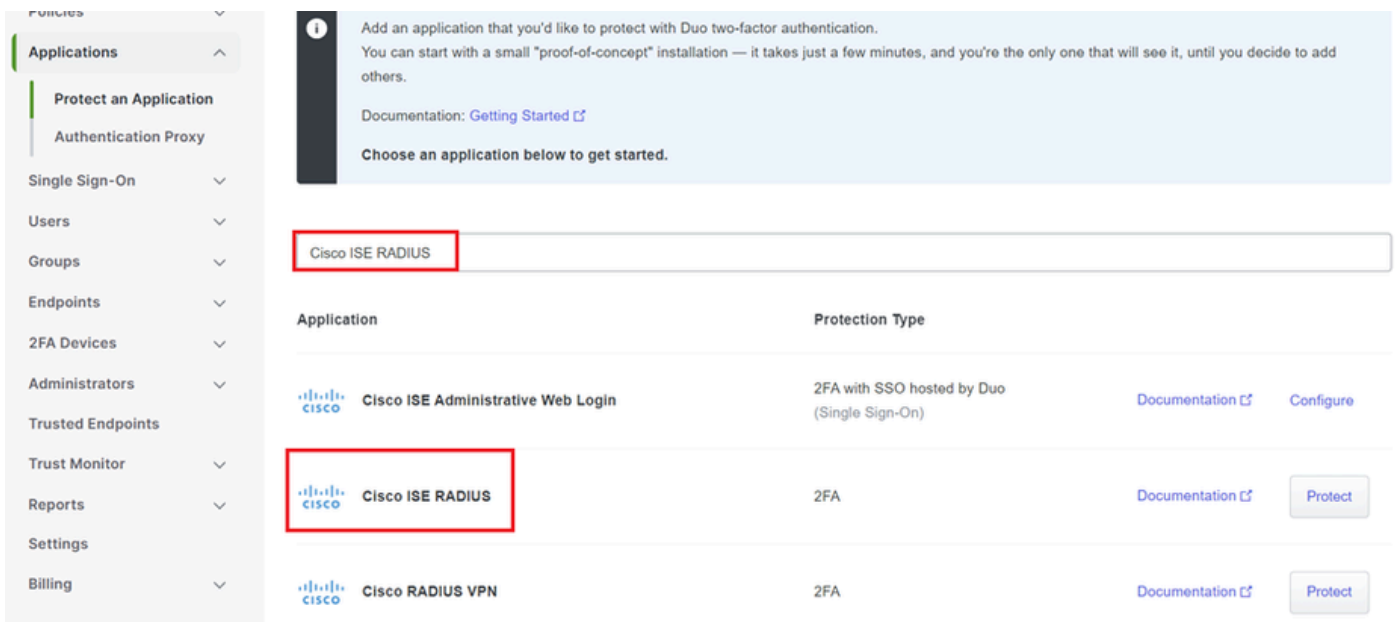 Policies
Applications
Protect an Application
Authentication Proxy
Single Sign-On
Users
Groups
Endpoints
2FA Devices
Administrators
Trusted Endpoints
Trust Monitor
Reports
Settings
Billing
Add an application that you'd like to protect with Duo two-factor authentication.
You can start with a small "proof-of-concept" installation — it takes just a few minutes, and you're the only one that will see it, until you decide to add
others.
Documentation: Getting Started
Choose an application below to get started.
Cisco ISE RADIUS
Application Protection Type
CISCO Cisco ISE Administrative Web Login 2FA with SSO hosted by Duo Documentation Configure
(Single Sign-On)
CISCO Cisco ISE RADIUS 2FA Documentation Protect
CISCO Cisco RADIUS VPN 2FA Documentation Protect